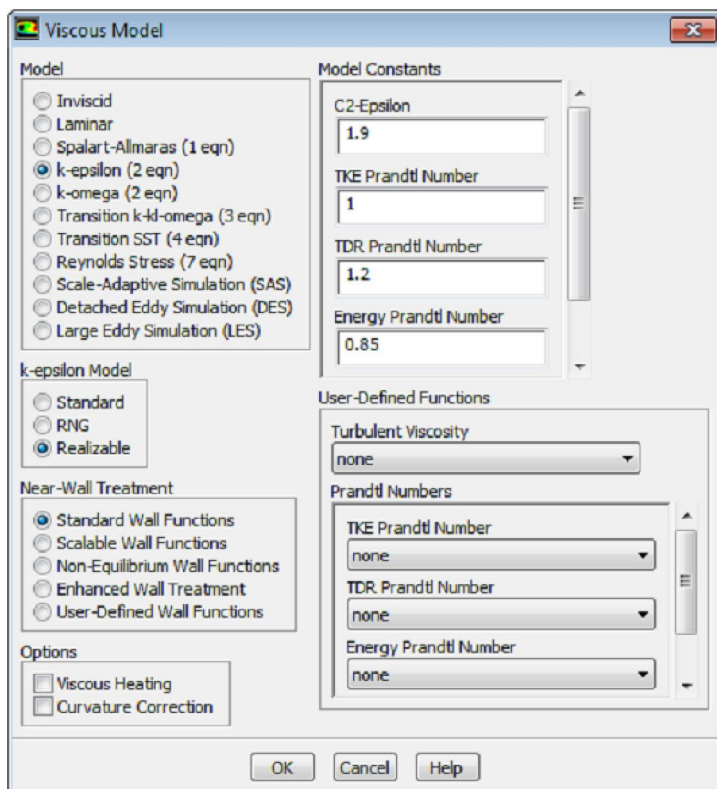 Viscous Model
Model
Inviscid
Laminar
Spalart-Allmaras (1 eqn)
k-epsilon (2 eqn)
k-omega (2 eqn)
Transition k-kl-omega (3 eqn)
Transition SST (4 eqn)
Reynolds Stress (7 eqn)
Scale-Adaptive Simulation (SAS)
Detached Eddy Simulation (DES)
Large Eddy Simulation (LES)
k-epsilon Model
Standard
RNG
Realizable
Near-Wall Treatment
Standard Wall Functions
Scalable Wall Functions
Non-Equilibrium Wall Functions
Enhanced Wall Treatment
User-Defined Wall Functions
Options
Viscous Heating
Curvature Correction
Model Constants
C2-Epsilon
1.9
TKE Prandtl Number
1
TDR Prandtl Number
1.2
Energy Prandtl Number
0.85
User-Defined Functions
Turbulent Viscosity
none
Prandtl Numbers
TKE Prandtl Number
none
TDR Prandtl Number
none
Energy Prandtl Number
none
OK Cancel Help